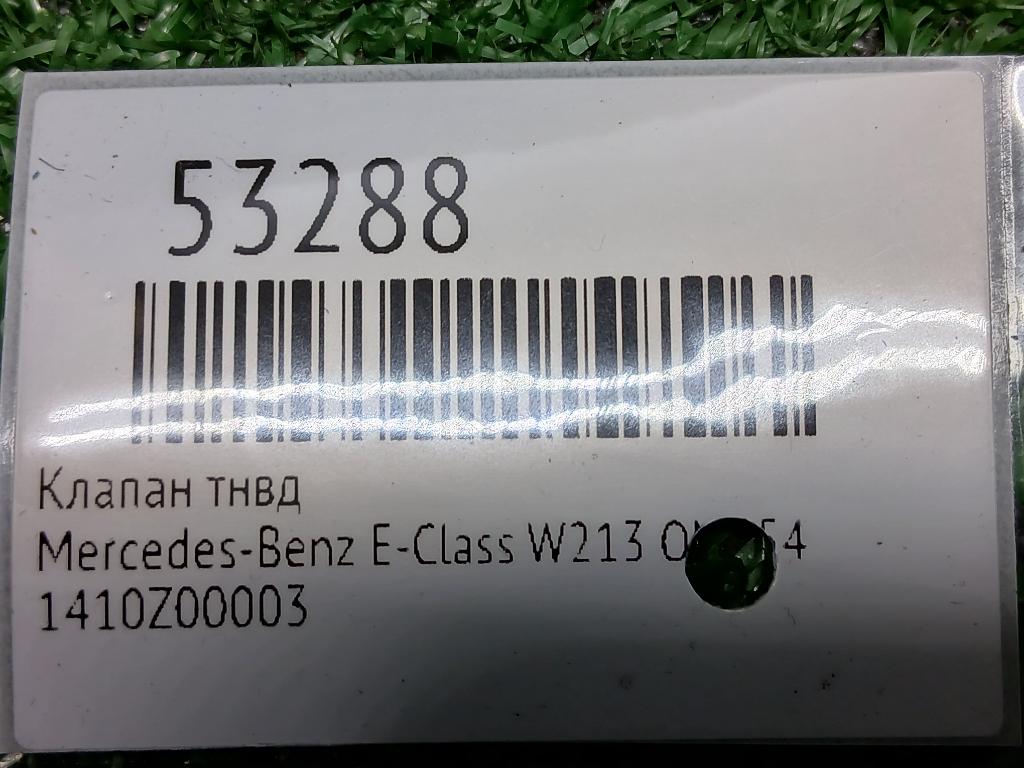 53288
Клапан тнвд
Mercedes-Benz E-Class W213
1410Z00003